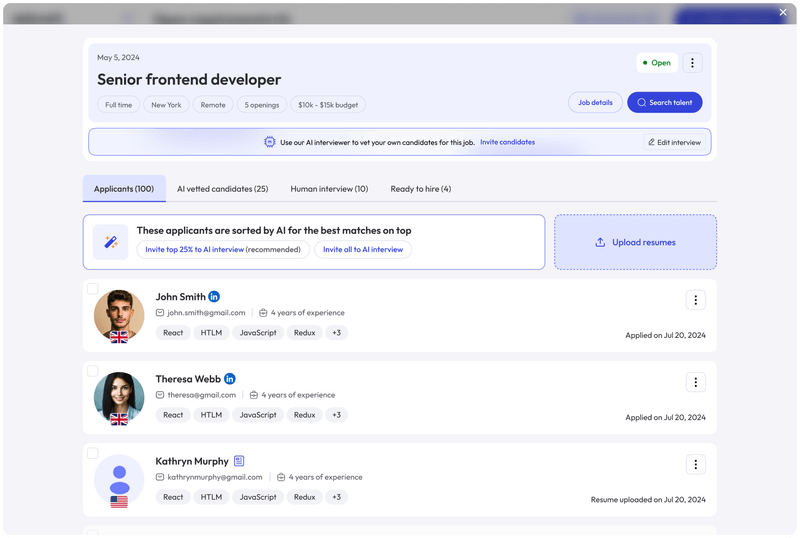 May 5, 2024
Open
Senior frontend developer
Full time
New York
Remote
5 openings
$10k - $15k budget
Job details
Search talent
Use our AI interviewer to vet your own candidates for this job. Invite candidates
Edit interview
Applicants (100)
AI vetted candidates (25)
Human interview (10)
Ready to hire (4)
These applicants are sorted by AI for the best matches on top
Invite top 25% to AI interview (recommended)
Invite all to AI interview
Upload resumes
John Smith in
john.smith@gmail.com
4 years of experience
React
HTLM
JavaScript
Redux
+3
Applied on Jul 20, 2024
Theresa Webb in
theresa@gmail.com
4 years of experience
React
HTLM
JavaScript
Redux
+3
Applied on Jul 20, 2024
Kathryn Murphy
kathrynmurphy@gmail.com
4 years of experience
React
HTLM
JavaScript
Redux
+3
Resume uploaded on Jul 20, 2024